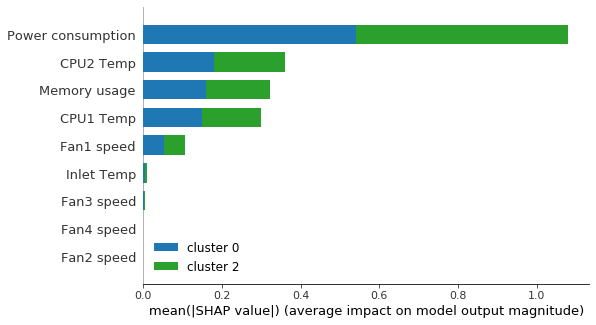 Power consumption
CPU2 Temp
Memory usage
CPU1 Temp
Fan1 speed
Inlet Temp
Fan3 speed
Fan4 speed
Fan2 speed
cluster 0
cluster 2
0.0 0.2 0.4 0.6 0.8 1.0
mean(|SHAP value|) (average impact on model output magnitude)